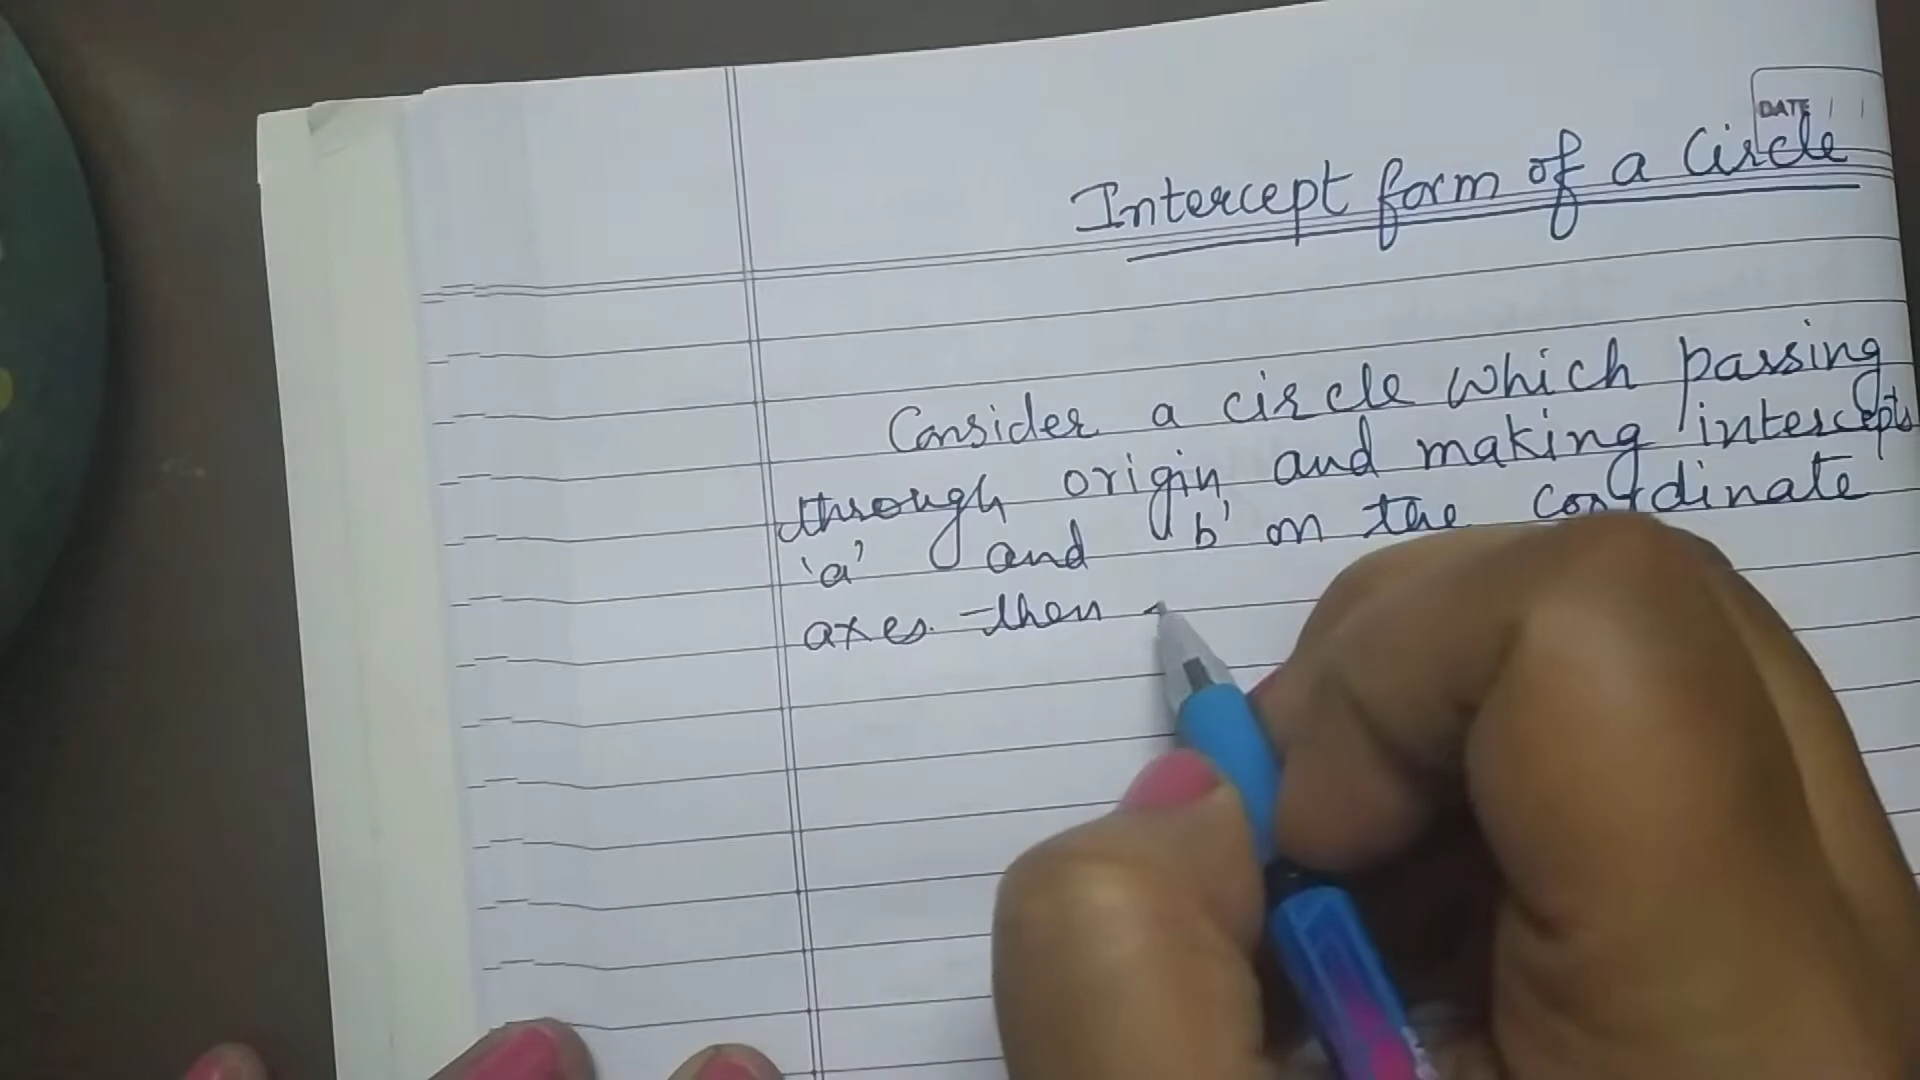 DATE / /
Intercept form of a Circle
Consider a circle which passing
through origin and making intercepts
'a' and 'b' on the coordinate
axes. then